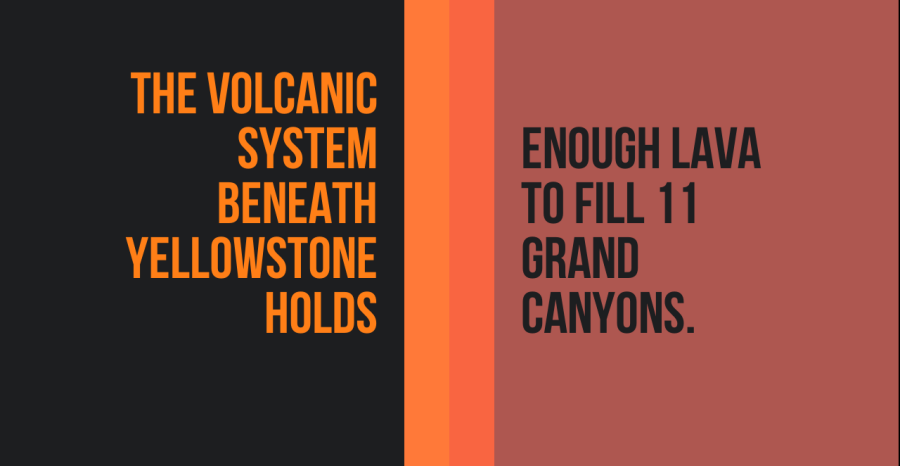 THE VOLCANIC
SYSTEM
BENEATH
YELLOWSTONE
HOLDS
ENOUGH LAVA
TO FILL 11
GRAND
CANYONS.